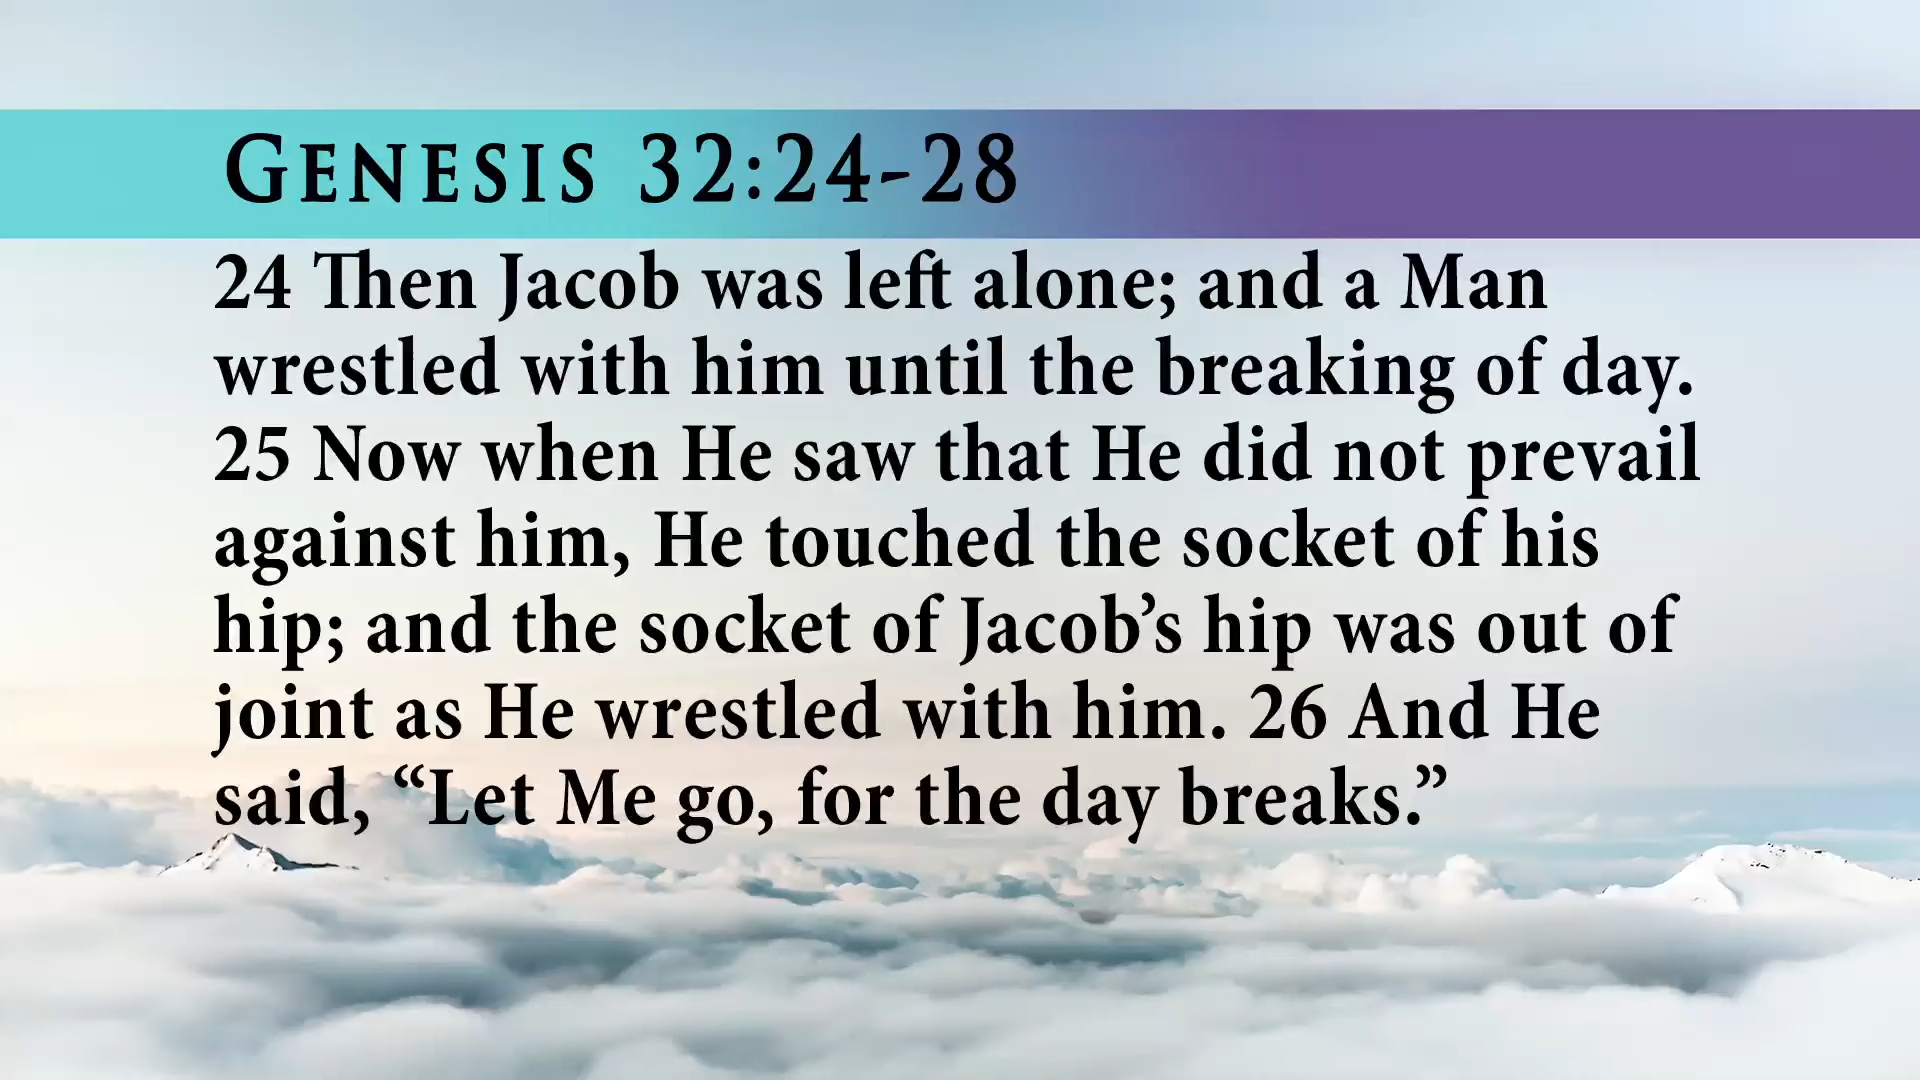 Genesis 32:24-28
24 Then Jacob was left alone; and a Man
wrestled with him until the breaking of day.
25 Now when He saw that He did not prevail
against him, He touched the socket of his
hip; and the socket of Jacob’s hip was out of
joint as He wrestled with him. 26 And He
said, “Let Me go, for the day breaks.”